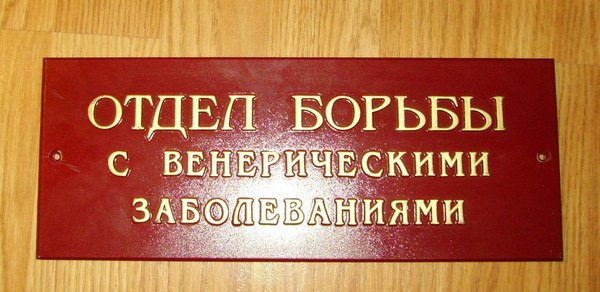 ОТДЕЛ БОРЬБЫ
С ВЕНЕРИЧЕСКИМИ
ЗАБОЛЕВАНИЯМИ